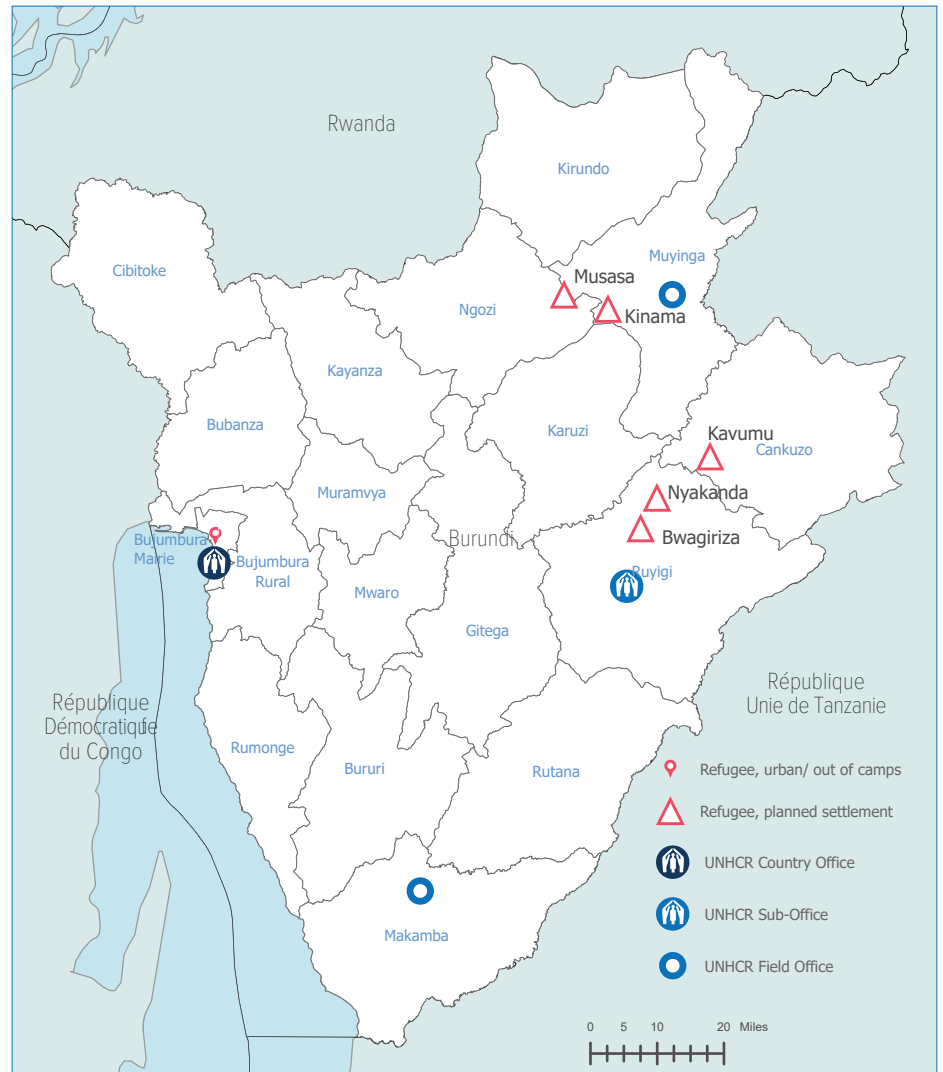 Rwanda
Kirundo
Cibitoke
Muyinga
Musasa
Ngozi
Kinama
Kayanza
Bubanza
Karuzi
Kavumu
Cankuzo
Muramvya
Nyakanda
Bujumbura
Mairie
Burundi
Bwagiriza
Bujumbura
Rural
Mwaro
Ruyigi
Gitega
République
Démocratique
du Congo
République
Unie de Tanzanie
Rumonge
Bururi
Rutana
Makamba
Refugee, urban/ out of camps
Refugee, planned settlement
UNHCR Country Office
UNHCR Sub-Office
UNHCR Field Office
0 5 10 20 Miles